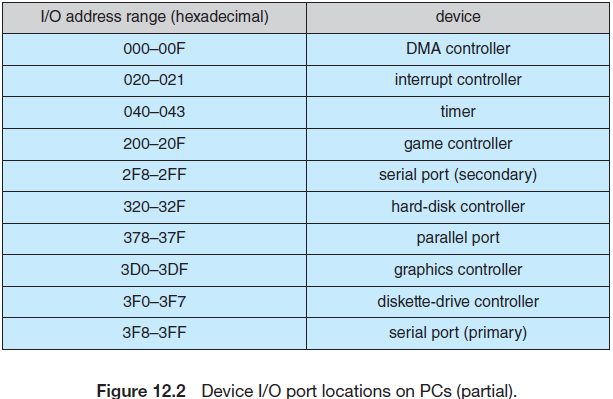 I/O address range (hexadecimal) device
000–00F DMA controller
020–021 interrupt controller
040–043 timer
200–20F game controller
2F8–2FF serial port (secondary)
320–32F hard-disk controller
378–37F parallel port
3D0–3DF graphics controller
3F0–3F7 diskette-drive controller
3F8–3FF serial port (primary)
Figure 12.2 Device I/O port locations on PCs (partial).